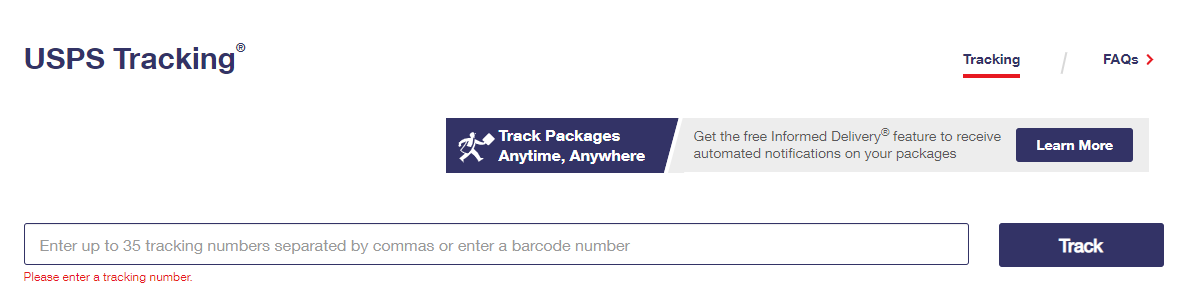 USPS Tracking®
Tracking
FAQs
Track Packages
Anytime, Anywhere
Get the free Informed Delivery® feature to receive
automated notifications on your packages
Learn More
Enter up to 35 tracking numbers separated by commas or enter a barcode number
Track
Please enter a tracking number.